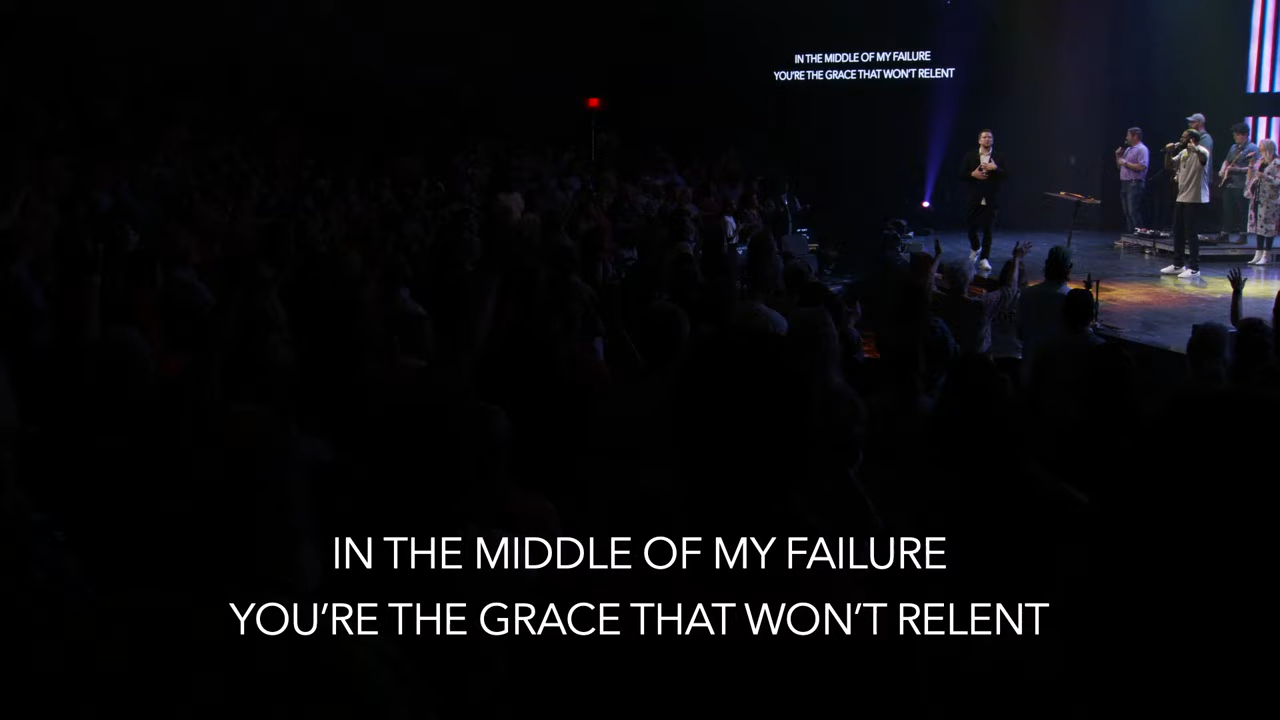 IN THE MIDDLE OF MY FAILURE
YOU'RE THE GRACE THAT WON'T RELENT
IN THE MIDDLE OF MY FAILURE
YOU’RE THE GRACE THAT WON’T RELENT